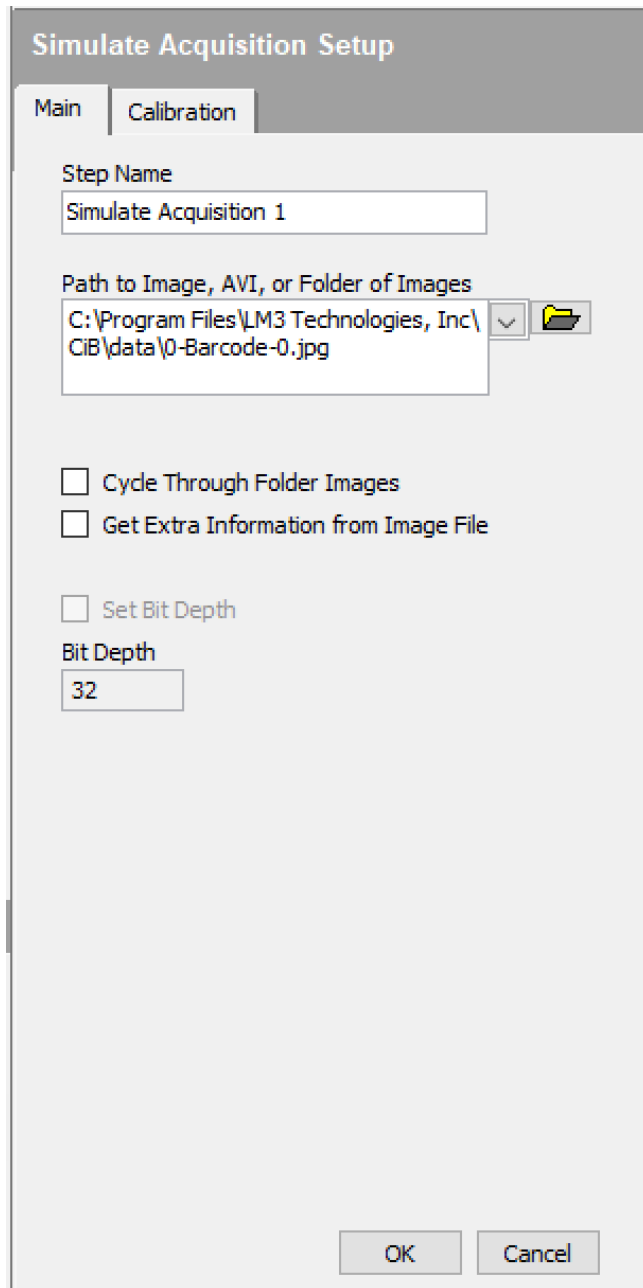 Simulate Acquisition Setup
Main
Calibration
Step Name
Simulate Acquisition 1
Path to Image, AVI, or Folder of Images
C:\Program Files\LM3 Technologies, Inc\
CiB\data\0-Barcode-0.jpg
Cycle Through Folder Images
Get Extra Information from Image File
Set Bit Depth
Bit Depth
32
OK
Cancel